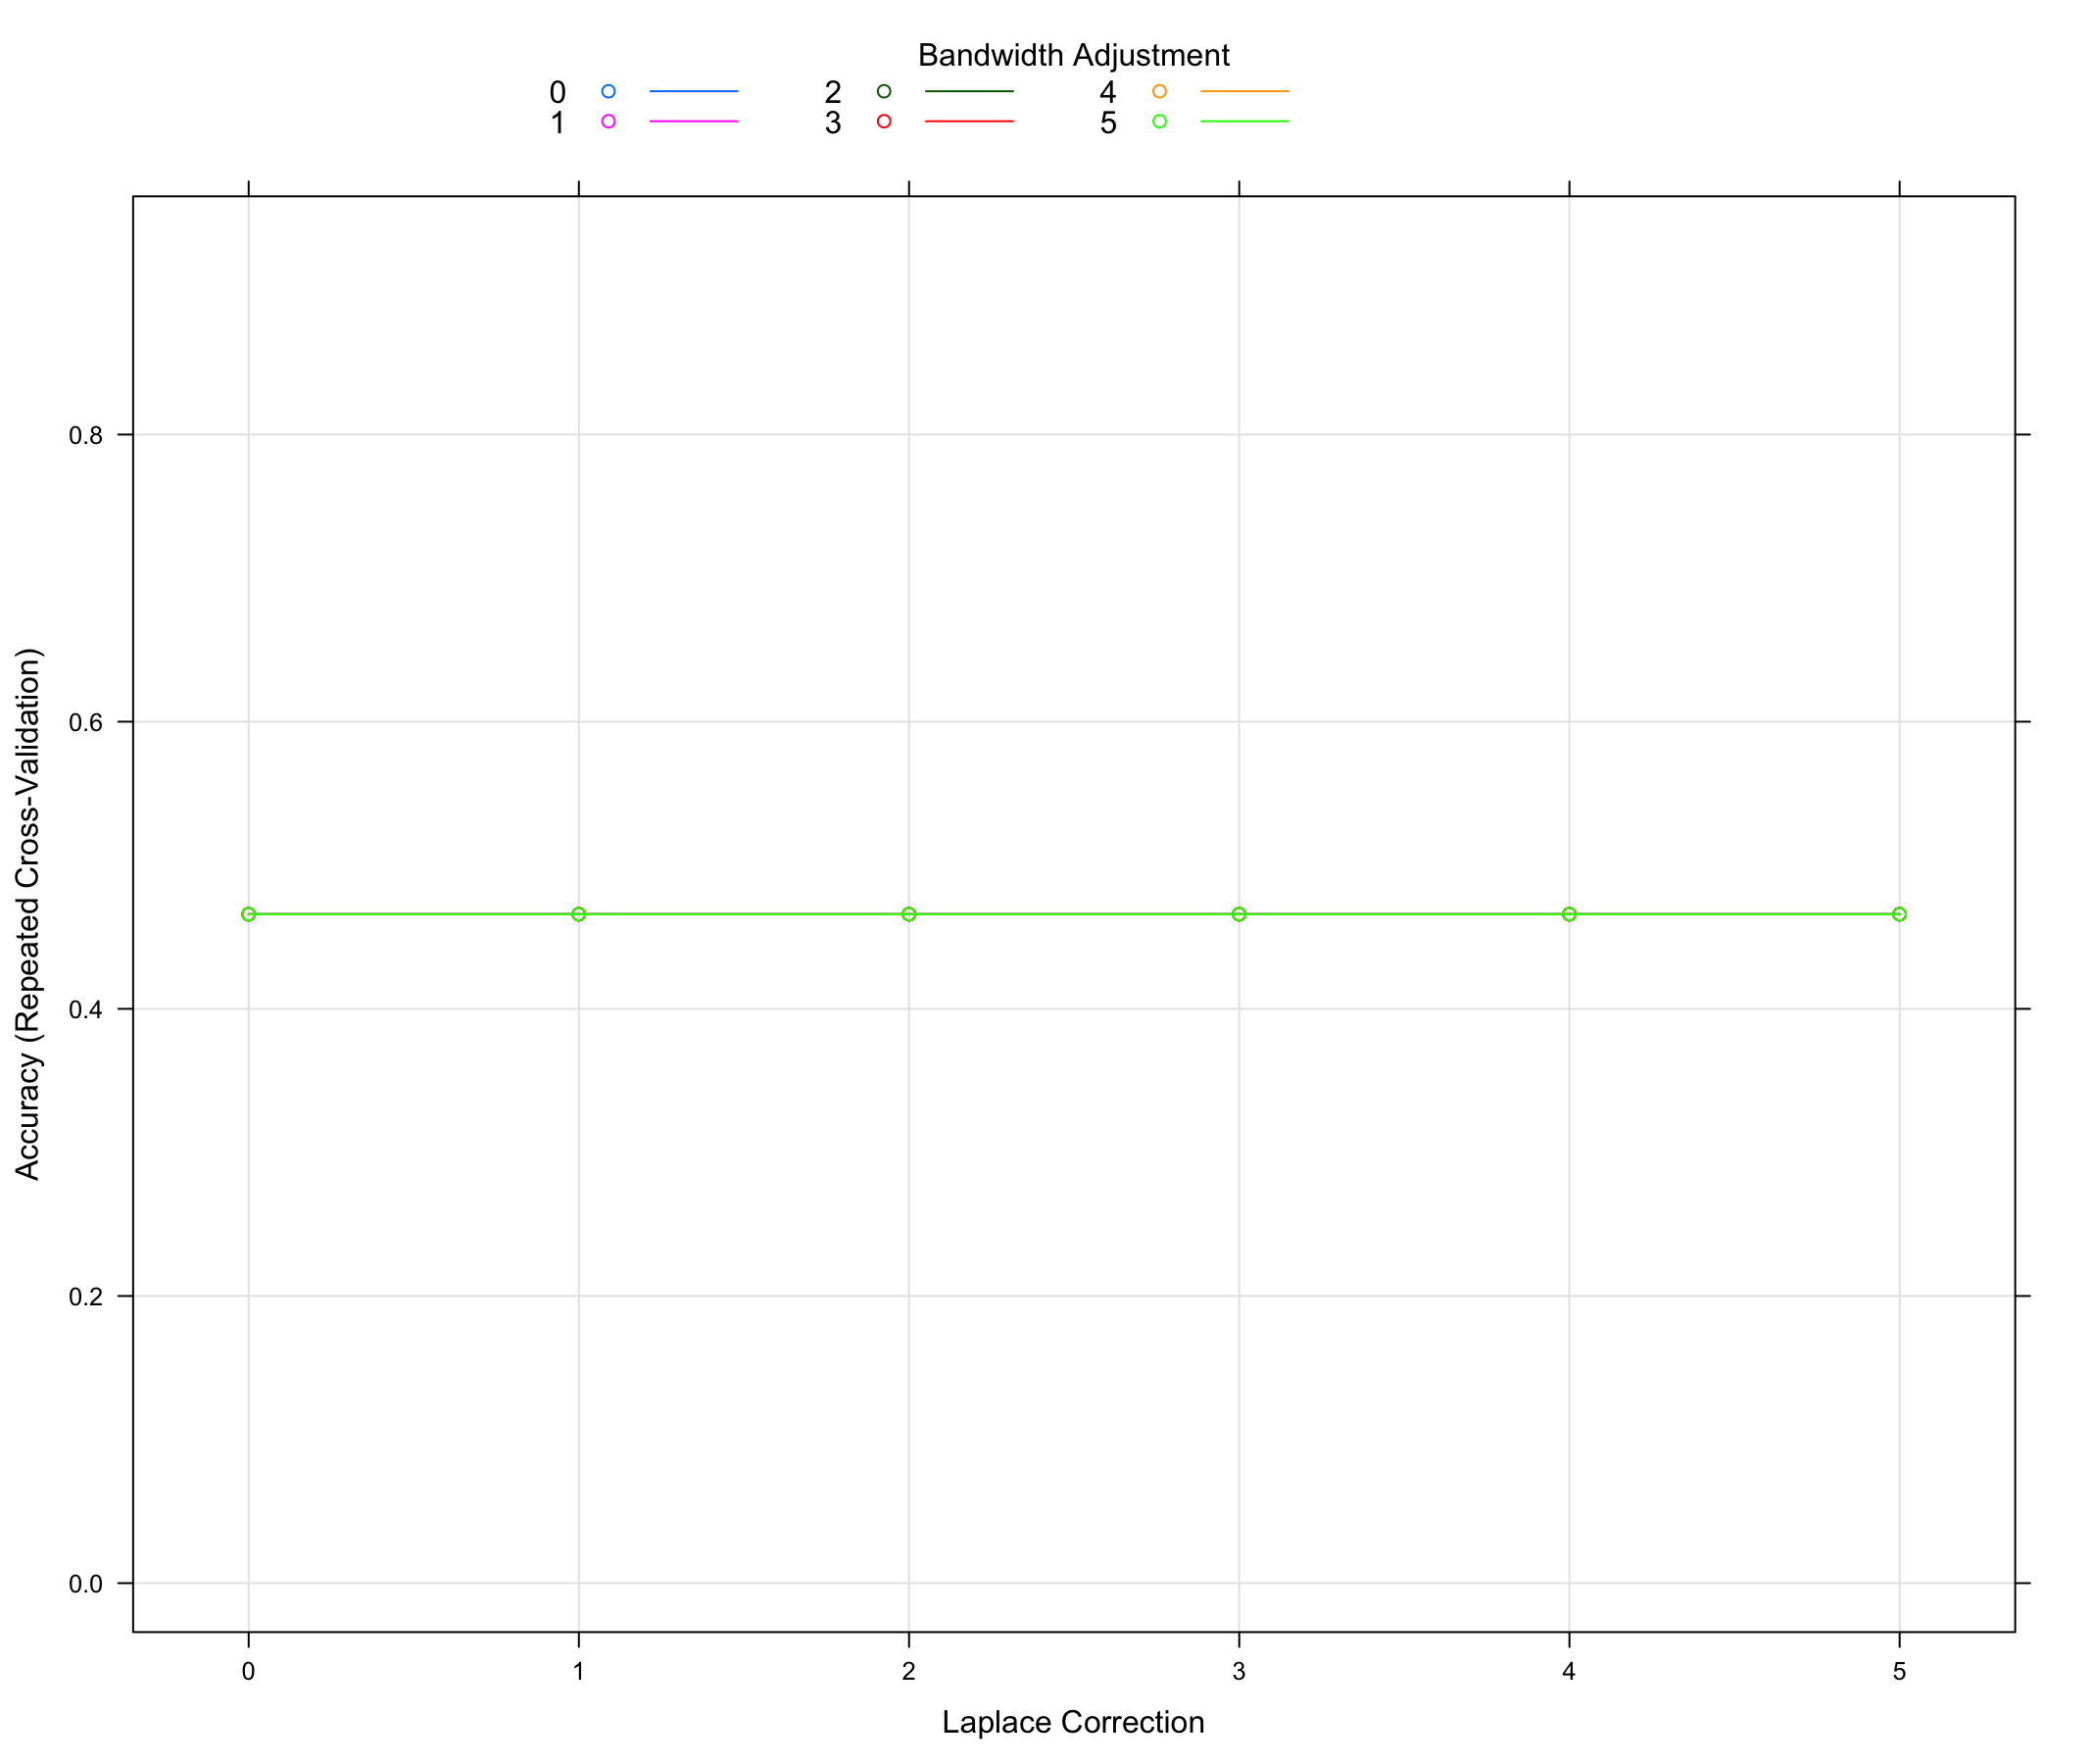 Bandwidth Adjustment
0 2 4
1 3 5
0.8
0.6
0.4
0.2
0.0
Accuracy (Repeated Cross-Validation)
0 1 2 3 4 5
Laplace Correction